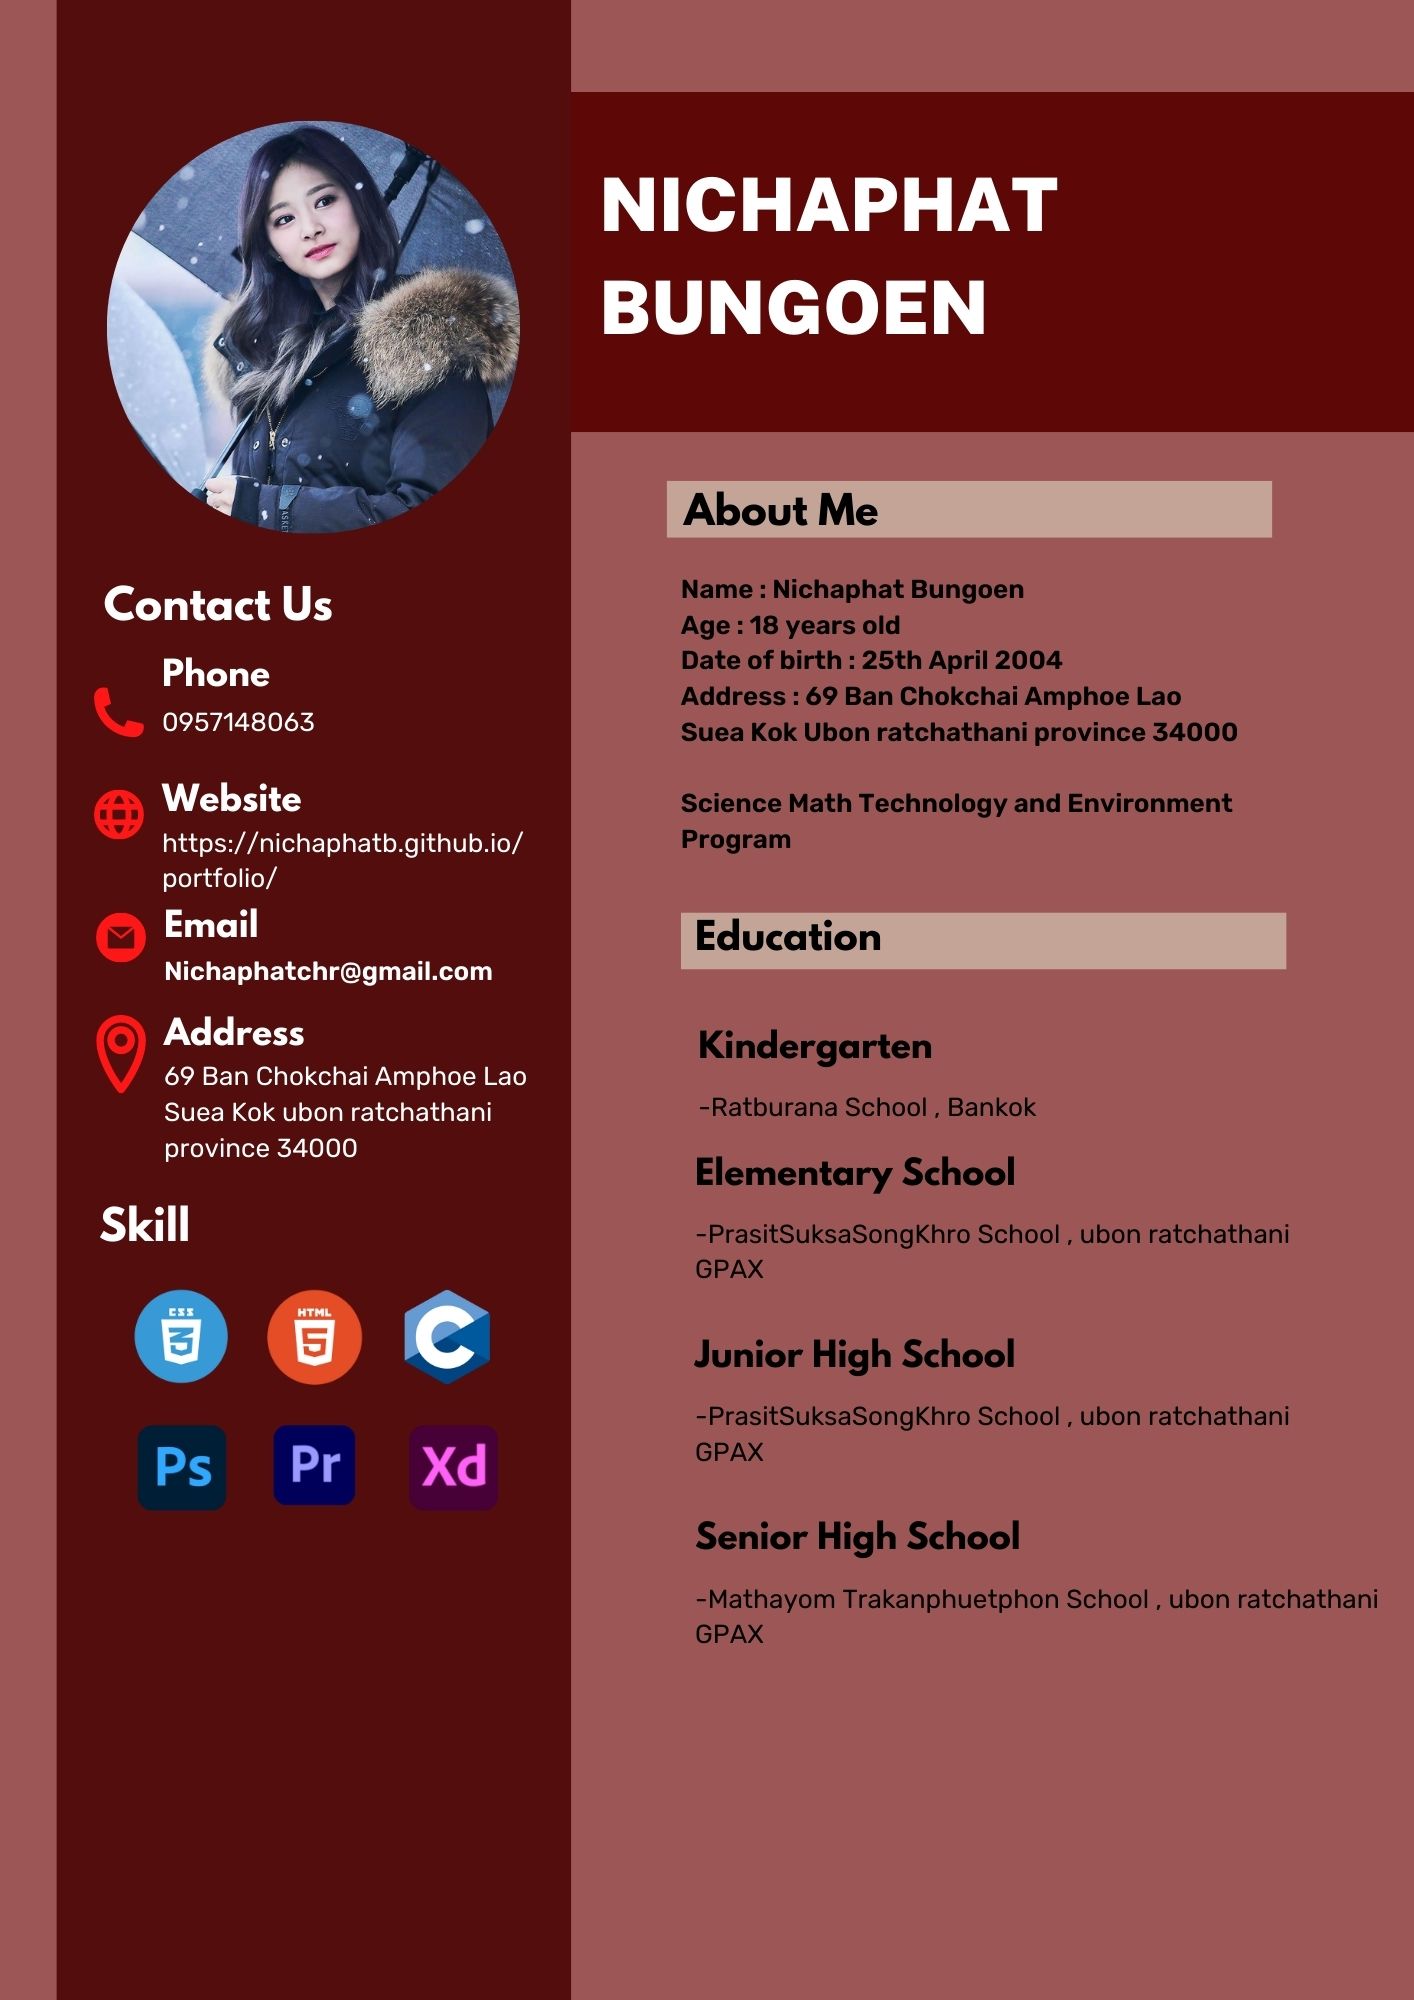 NICHAPHAT
BUNGOEN
Contact Us
Phone
0957148063
Website
https://nichaphatb.github.io/
portfolio/
Email
Nichaphatchr@gmail.com
Address
69 Ban Chokchai Amphoe Lao
Suea Kok ubon ratchathani
province 34000
Skill
CSS
3
HTML
5
C
Ps
Pr
Xd
About Me
Name : Nichaphat Bungoen
Age : 18 years old
Date of birth : 25th April 2004
Address : 69 Ban Chokchai Amphoe Lao
Suea Kok Ubon ratchathani province 34000
Science Math Technology and Environment
Program
Education
Kindergarten
-Ratburana School , Bankok
Elementary School
-PrasitSuksaSongKhro School , ubon ratchathani
GPAX
Junior High School
-PrasitSuksaSongKhro School , ubon ratchathani
GPAX
Senior High School
-Mathayom Trakanphuetphon School , ubon ratchathani
GPAX